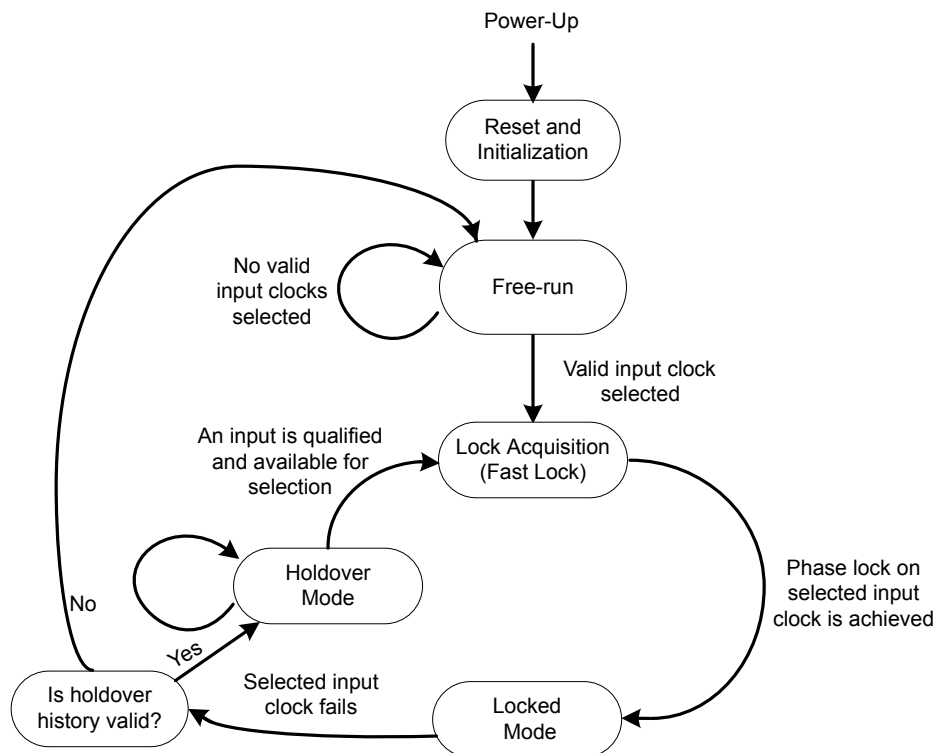 Power-Up
Reset and
Initialization
No valid
input clocks
selected
Free-run
Valid input clock
selected
An input is qualified
and available for
selection
Lock Acquisition
(Fast Lock)
Holdover
Mode
Phase lock on
selected input
clock is achieved
No
Yes
Is holdover
history valid?
Selected input
clock fails
Locked
Mode